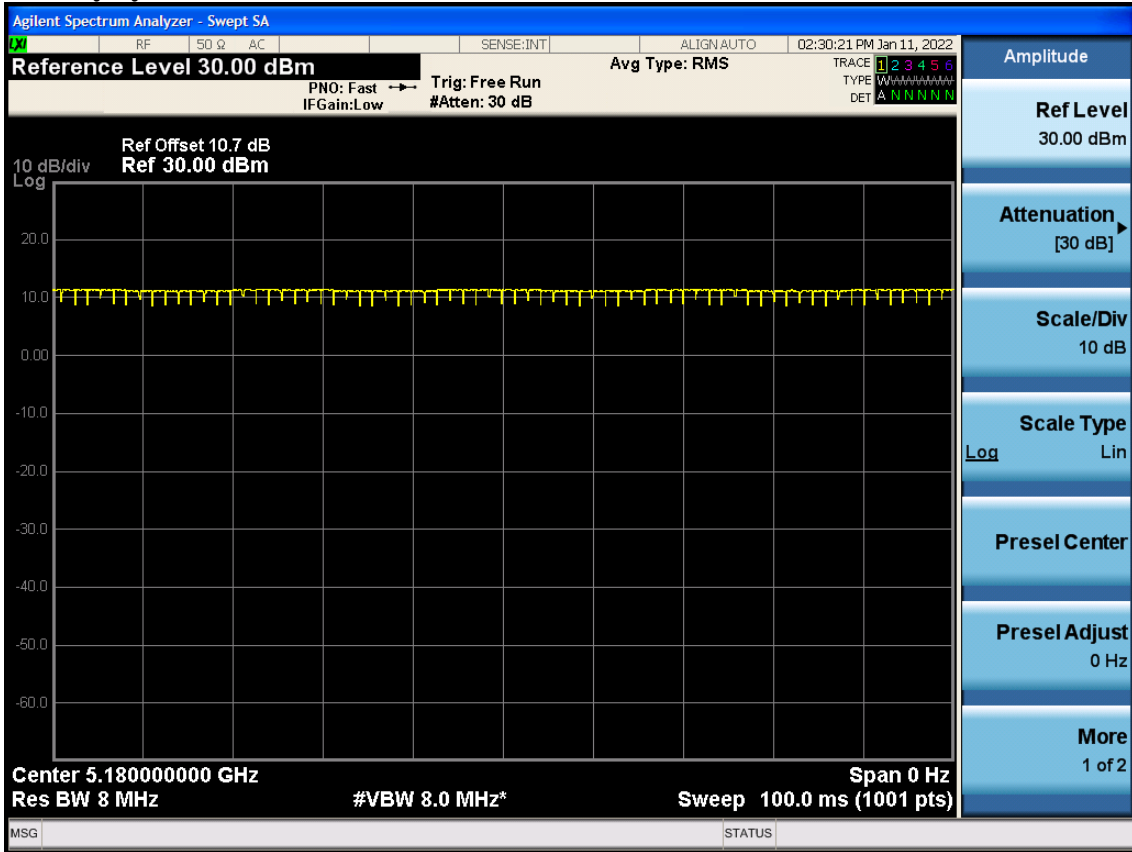 Agilent Spectrum Analyzer - Swept SA
LXI RF 50 Ω AC SENSE:INT ALIGN AUTO 02:30:21 PM Jan 11, 2022
Reference Level 30.00 dBm
PNO: Fast
IFGain:Low
Trig: Free Run
#Atten: 30 dB
Avg Type: RMS
TRACE 1 2 3 4 5 6
TYPE WWWWWW
DET A N N N N N
Ref Offset 10.7 dB
10 dB/div Ref 30.00 dBm
Log
20.0
10.0
0.00
-10.0
-20.0
-30.0
-40.0
-50.0
-60.0
Center 5.180000000 GHz Span 0 Hz
Res BW 8 MHz #VBW 8.0 MHz* Sweep 100.0 ms (1001 pts)
MSG STATUS
Amplitude
Ref Level
30.00 dBm
Attenuation
[30 dB]
Scale/Div
10 dB
Scale Type
Log Lin
Presel Center
Presel Adjust
0 Hz
More
1 of 2